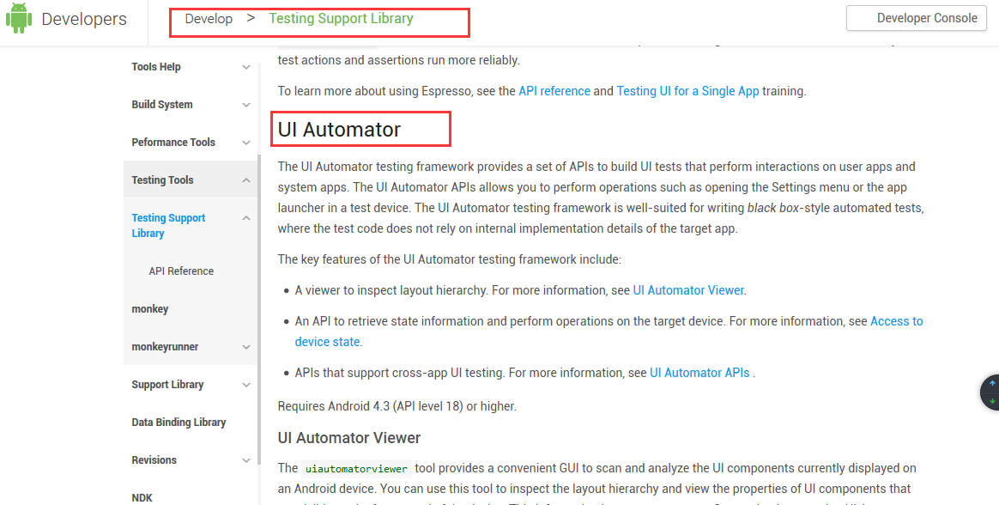 Developers
Develop > Testing Support Library
Developer Console
Tools Help
Build System
Peformance Tools
Testing Tools
Testing Support
Library
API Reference
monkey
monkeyrunner
Support Library
Data Binding Library
Revisions
NDK
test actions and assertions run more reliably.
To learn more about using Espresso, see the API reference and Testing UI for a Single App training.
UI Automator
The UI Automator testing framework provides a set of APIs to build UI tests that perform interactions on user apps and
system apps. The UI Automator APIs allows you to perform operations such as opening the Settings menu or the app
launcher in a test device. The UI Automator testing framework is well-suited for writing black box-style automated tests,
where the test code does not rely on internal implementation details of the target app.
The key features of the UI Automator testing framework include:
• A viewer to inspect layout hierarchy. For more information, see UI Automator Viewer.
• An API to retrieve state information and perform operations on the target device. For more information, see Access to
device state.
• APIs that support cross-app UI testing. For more information, see UI Automator APIs .
Requires Android 4.3 (API level 18) or higher.
UI Automator Viewer
The uiautomatorviewer tool provides a convenient GUI to scan and analyze the UI components currently displayed on
an Android device. You can use this tool to inspect the layout hierarchy and view the properties of UI components that